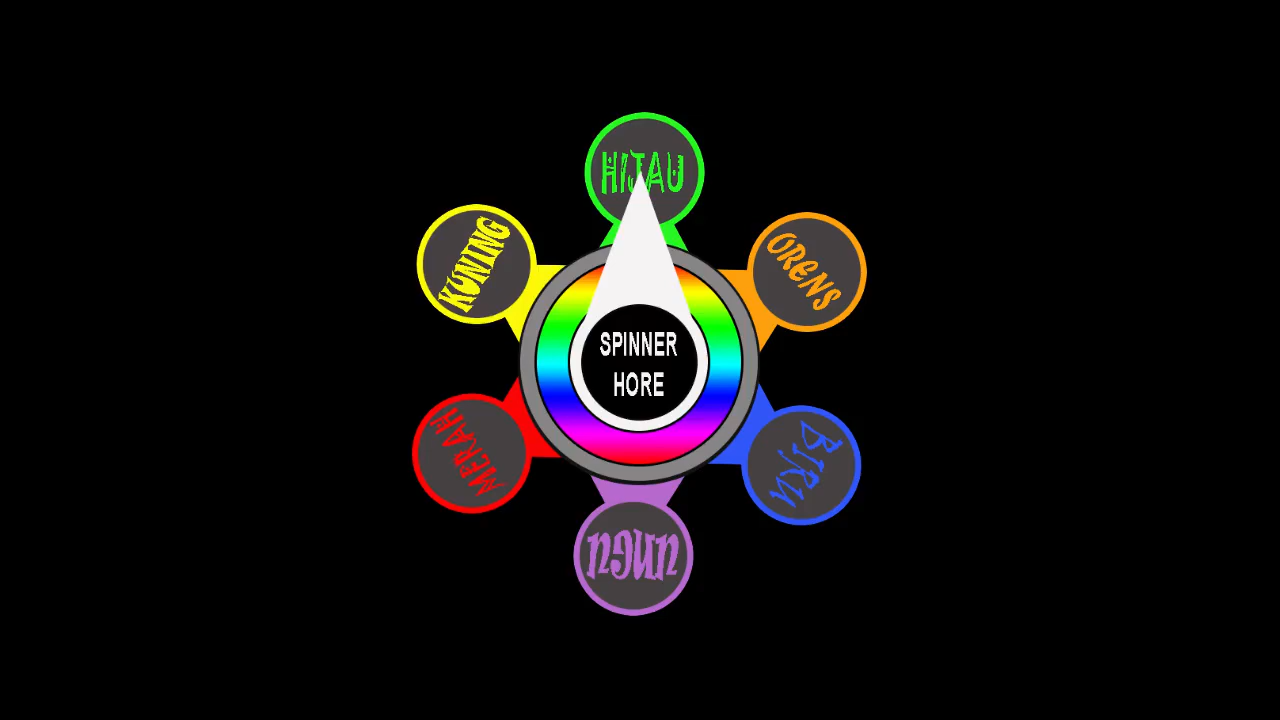 HIJAU
KUNING
ORENS
SPINNER
HORE
MERAH
BIRU
UNGU